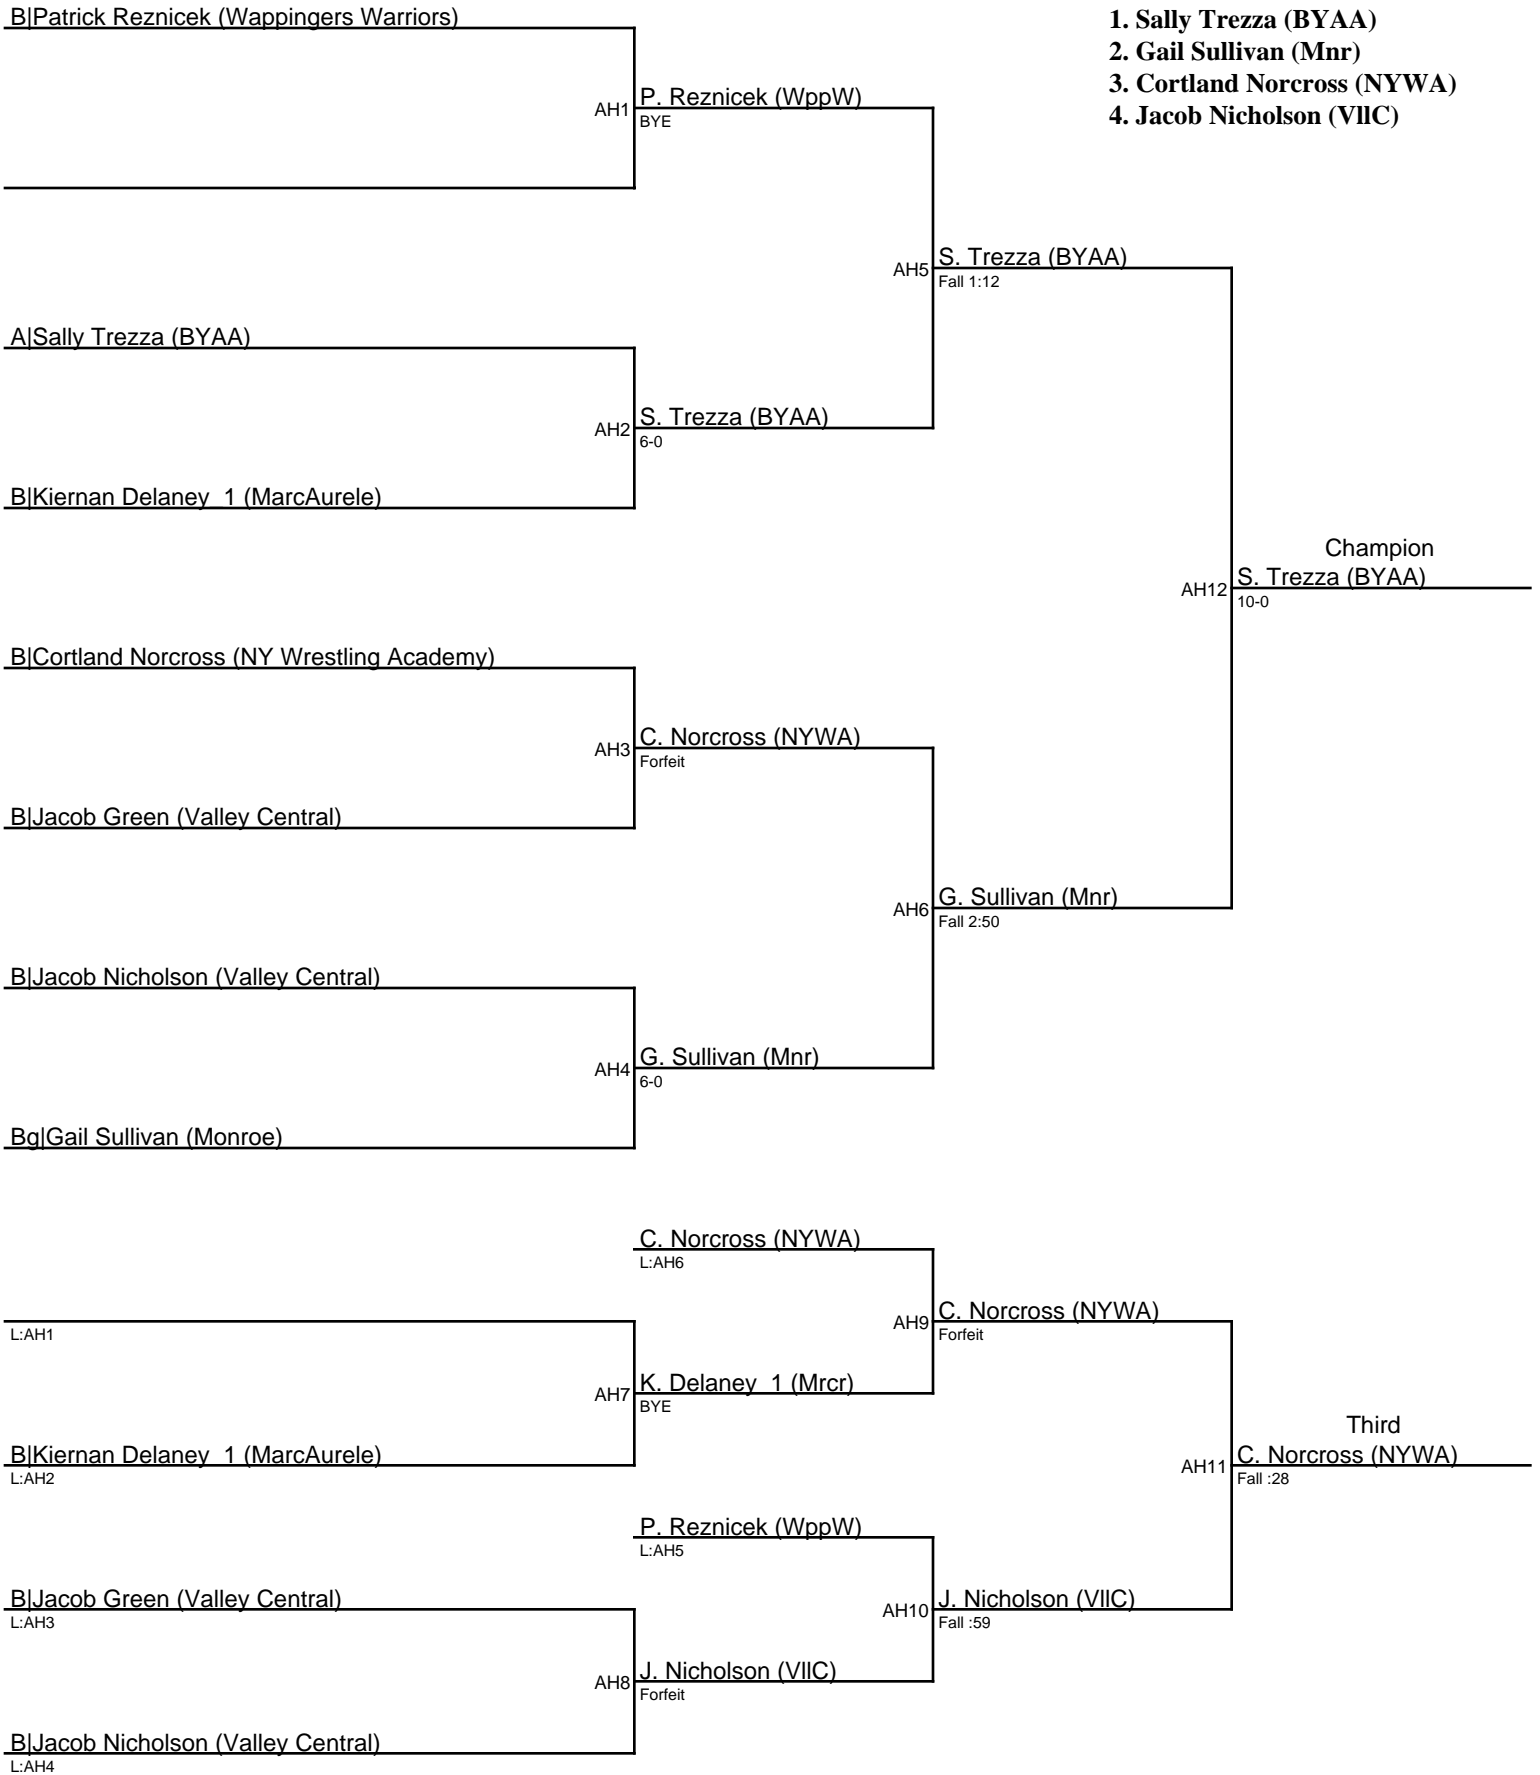 B|Patrick Reznicek (Wappingers Warriors)
1. Sally Trezza (BYAA)
2. Gail Sullivan (Mnr)
3. Cortland Norcross (NYWA)
4. Jacob Nicholson (VllC)
P. Reznicek (WppW)
AH1
BYE
S. Trezza (BYAA)
AH5
Fall 1:12
A|Sally Trezza (BYAA)
S. Trezza (BYAA)
AH2
6-0
B|Kiernan Delaney_1 (MarcAurele)
Champion
S. Trezza (BYAA)
AH12
10-0
B|Cortland Norcross (NY Wrestling Academy)
C. Norcross (NYWA)
AH3
Forfeit
B|Jacob Green (Valley Central)
G. Sullivan (Mnr)
AH6
Fall 2:50
B|Jacob Nicholson (Valley Central)
G. Sullivan (Mnr)
AH4
6-0
Bg|Gail Sullivan (Monroe)
C. Norcross (NYWA)
L:AH6
C. Norcross (NYWA)
AH9
Forfeit
L:AH1
K. Delaney_1 (Mrcr)
AH7
BYE
B|Kiernan Delaney_1 (MarcAurele)
L:AH2
Third
C. Norcross (NYWA)
AH11
Fall :28
P. Reznicek (WppW)
L:AH5
B|Jacob Green (Valley Central)
L:AH3
J. Nicholson (VllC)
AH10
Fall :59
J. Nicholson (VllC)
AH8
Forfeit
B|Jacob Nicholson (Valley Central)
L:AH4